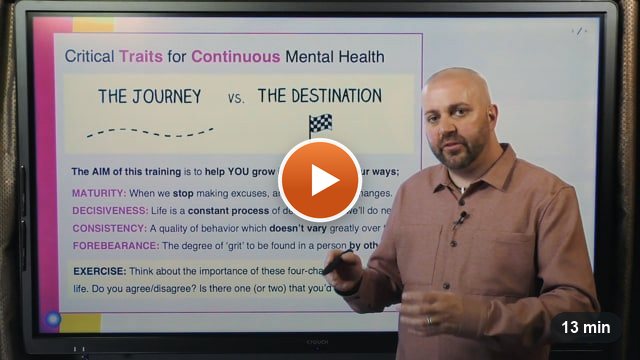 Critical Traits for Continuous Mental Health
THE JOURNEY VS. THE DESTINATION
The AIM of this training is to help YOU grow ur ways;
MATURITY: When we stop making excuses, an hanges.
DECISIVENESS: Life is a constant process of de we'll do ne
CONSISTENCY: A quality of behavior which doesn't vary greatly over
FOREBEARANCE: The degree of 'grit' to be found in a person by oth
EXERCISE: Think about the importance of these four-cha
life. Do you agree/disagree? Is there one (or two) that you'd
13 min